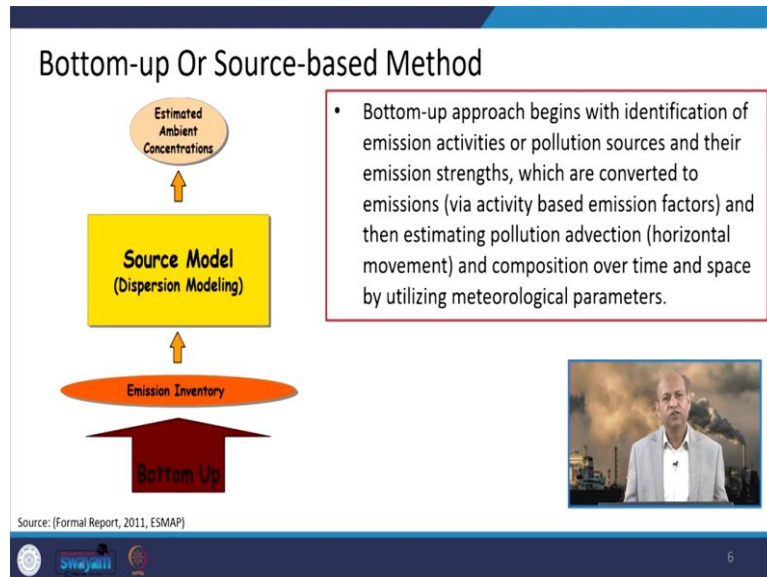 Bottom-up Or Source-based Method
Estimated
Ambient
Concentrations
Source Model
(Dispersion Modeling)
Emission Inventory
Bottom Up
• Bottom-up approach begins with identification of
emission activities or pollution sources and their
emission strengths, which are converted to
emissions (via activity based emission factors) and
then estimating pollution advection (horizontal
movement) and composition over time and space
by utilizing meteorological parameters.
Source: (Formal Report, 2011, ESMAP)
swayam
6